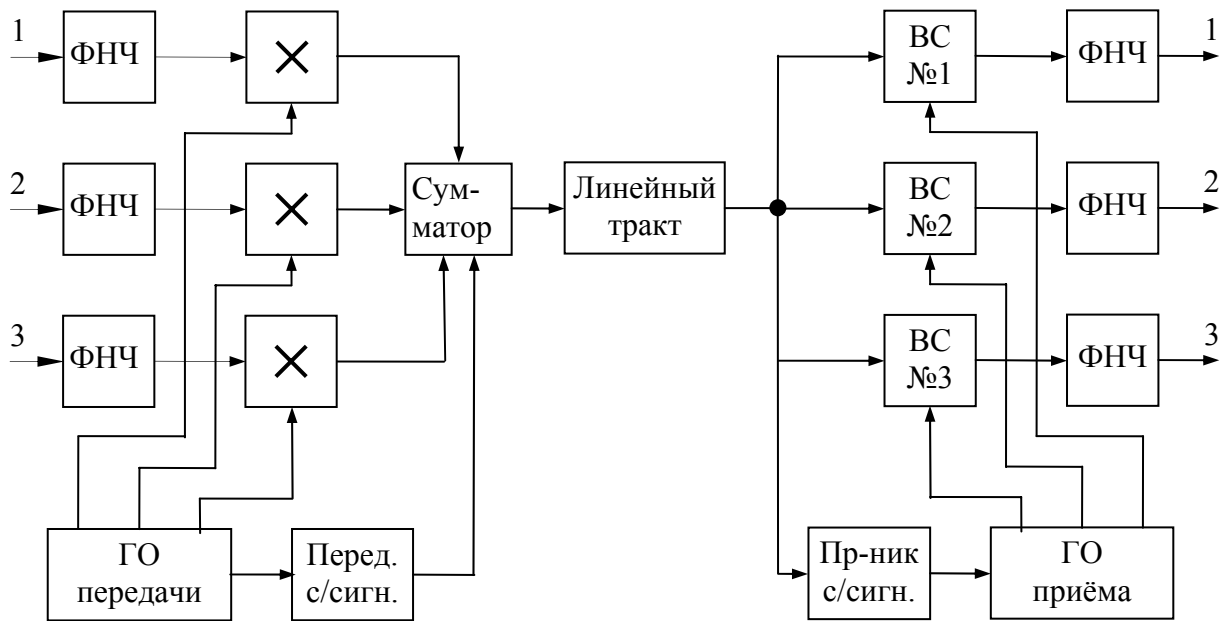 1
ФНЧ
ВС
№1
ФНЧ
1
2
ФНЧ
Сум-
матор
Линейный
тракт
ВС
№2
ФНЧ
2
3
ФНЧ
ВС
№3
ФНЧ
3
ГО
передачи
Перед.
с/сигн.
Пр-ник
с/сигн.
ГО
приёма